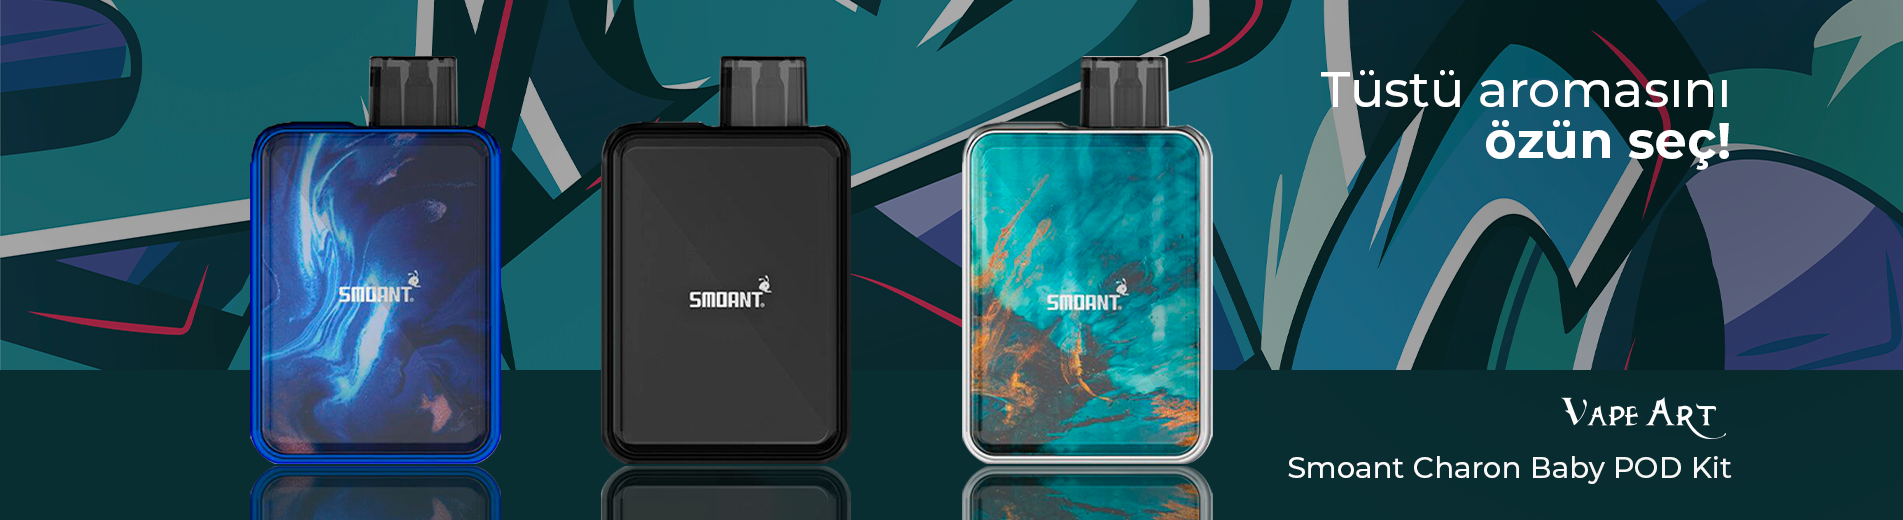 Tüstü aromasını
özün seç!
SMOANT
SMOANT
SMOANT
VAPE ART
Smoant Charon Baby POD Kit